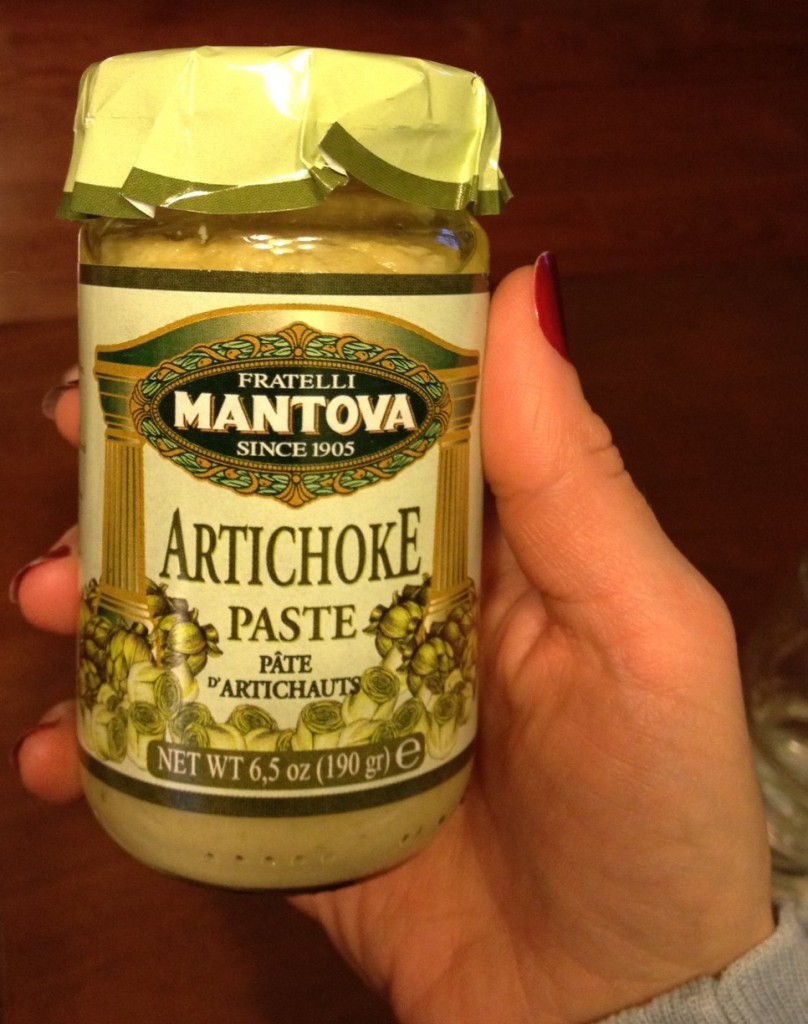 FRATELLI
MANTOVA
SINCE 1905
ARTICHOKE
PASTE
PÂTE
D'ARTICHAUTS
NET WT 6,5 oz (190 gr) ℮